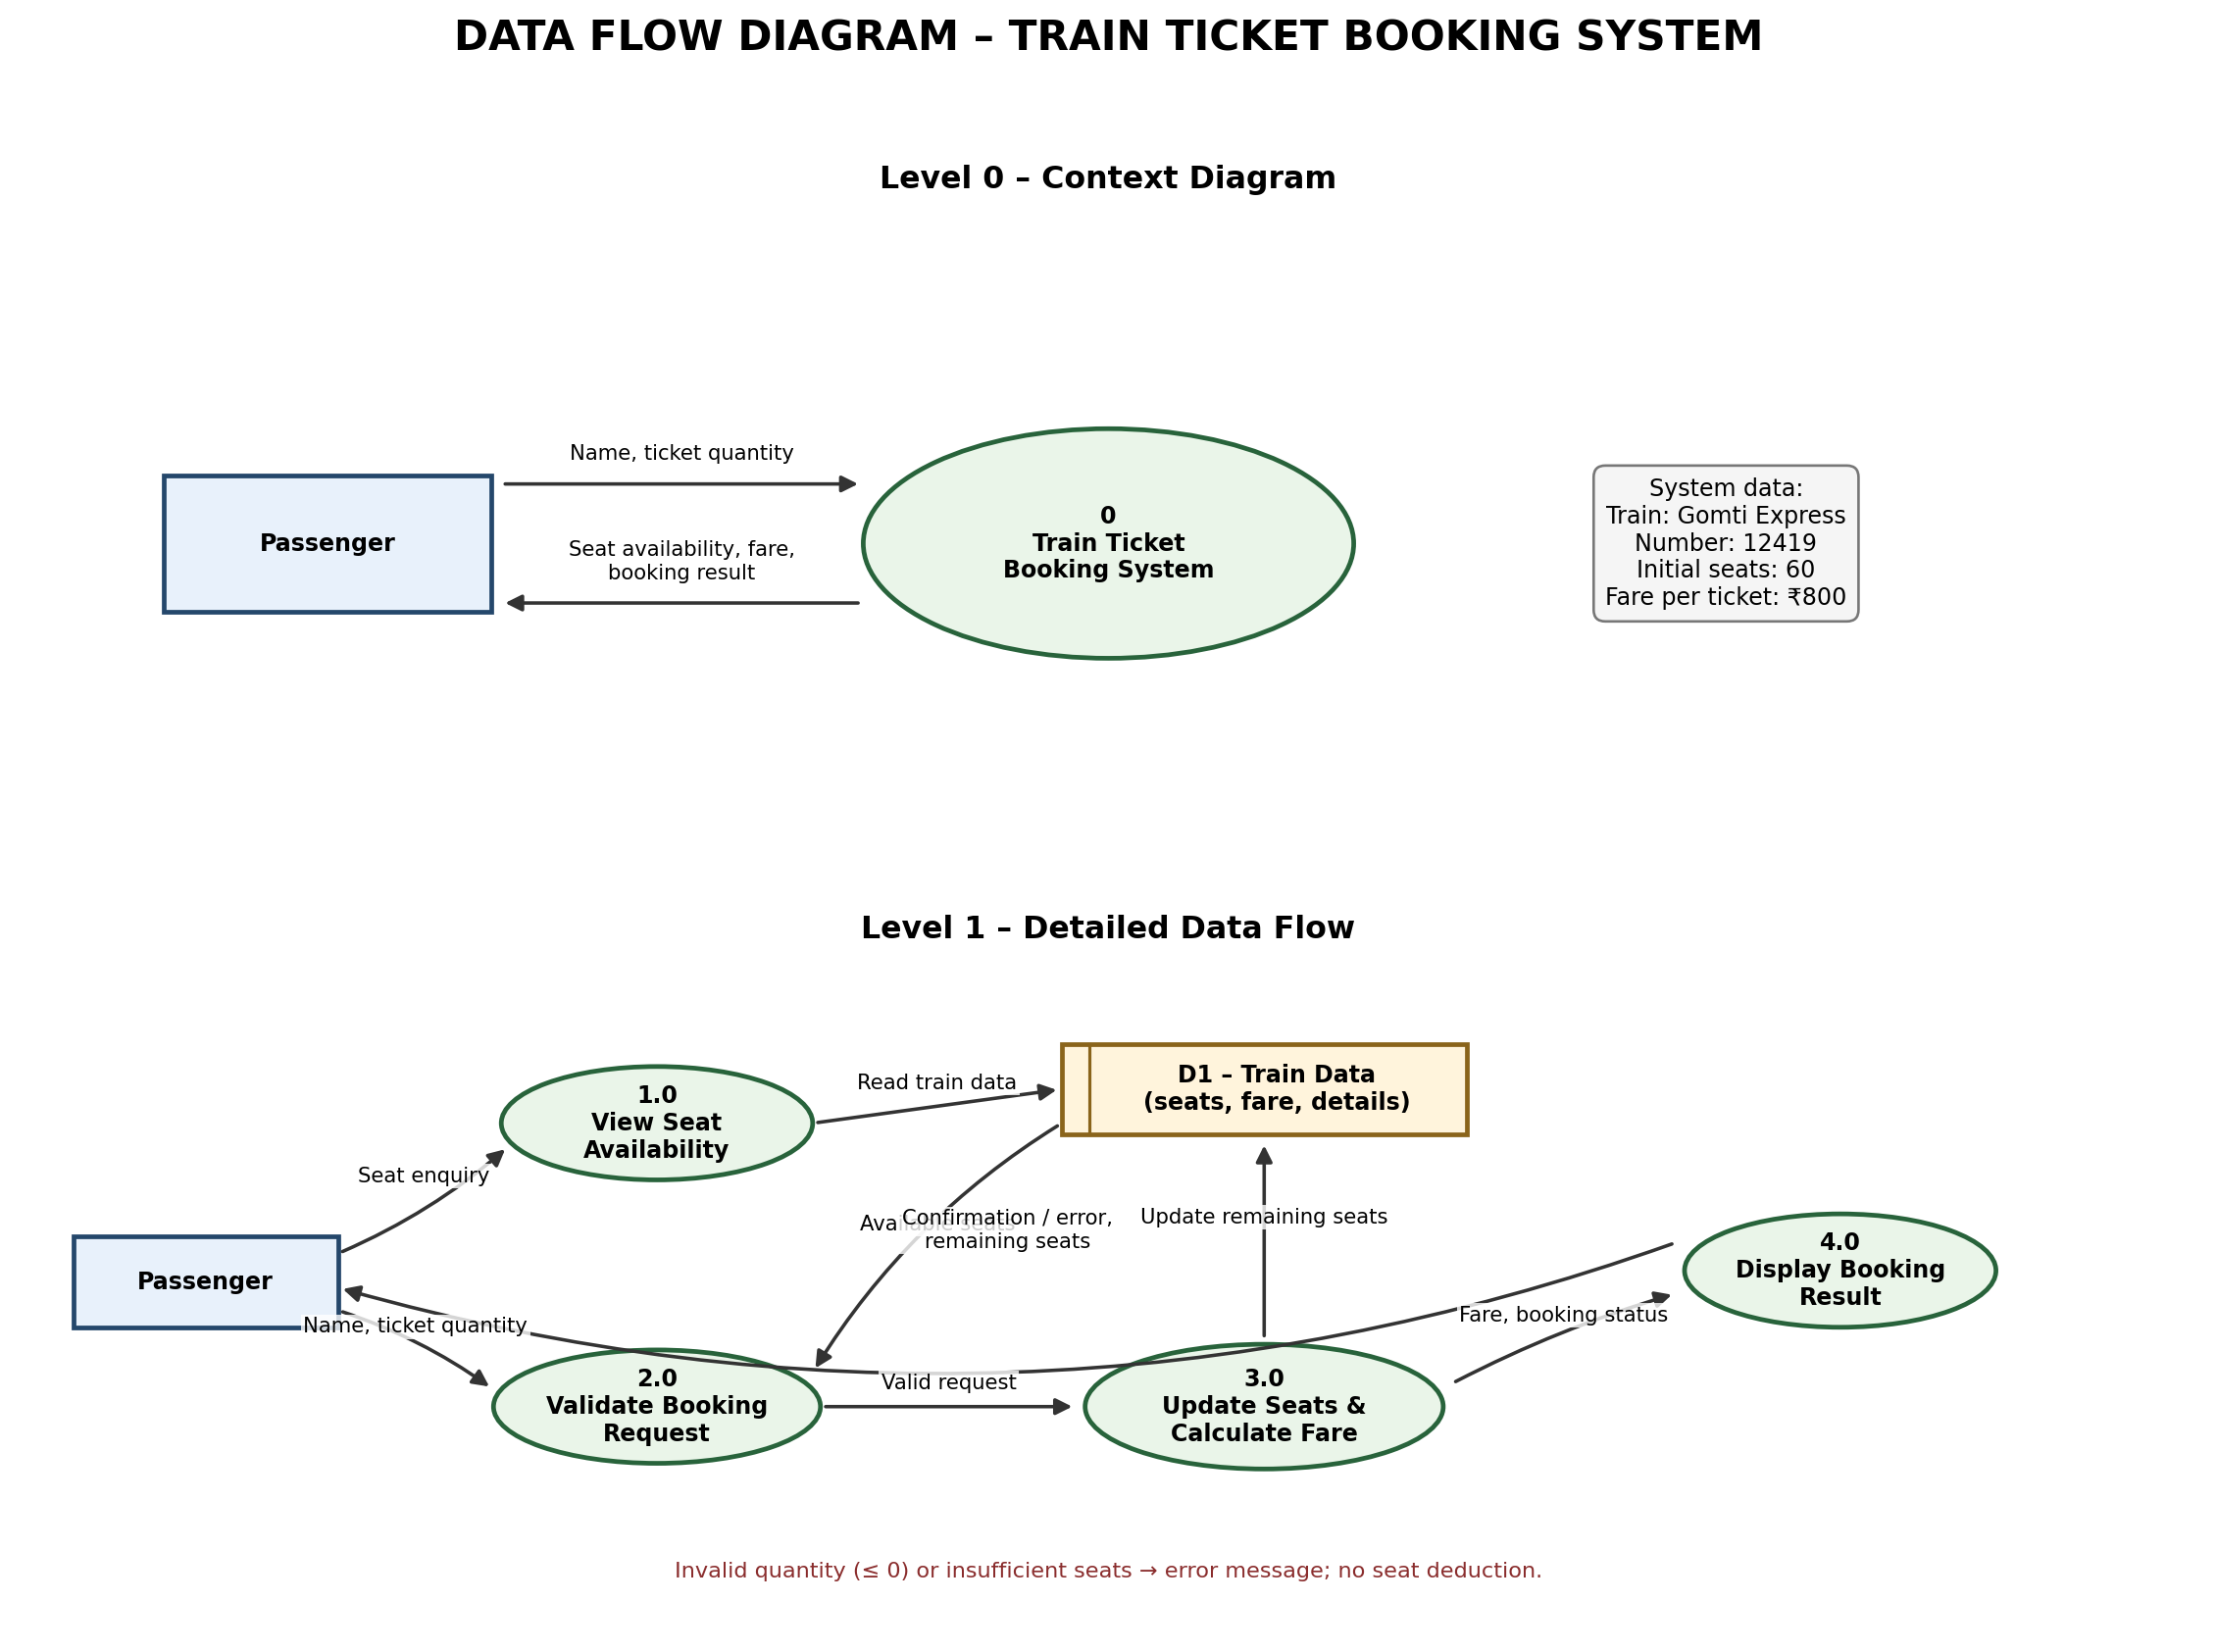 DATA FLOW DIAGRAM – TRAIN TICKET BOOKING SYSTEM
Level 0 – Context Diagram
Passenger
Name, ticket quantity
Seat availability, fare,
booking result
0
Train Ticket
Booking System
System data:
Train: Gomti Express
Number: 12419
Initial seats: 60
Fare per ticket: ₹800
Level 1 – Detailed Data Flow
1.0
View Seat
Availability
Read train data
D1 – Train Data
(seats, fare, details)
Seat enquiry
Available seats
Confirmation / error,
remaining seats
Update remaining seats
Passenger
Name, ticket quantity
4.0
Display Booking
Result
Fare, booking status
2.0
Validate Booking
Request
Valid request
3.0
Update Seats &
Calculate Fare
Invalid quantity (≤ 0) or insufficient seats → error message; no seat deduction.